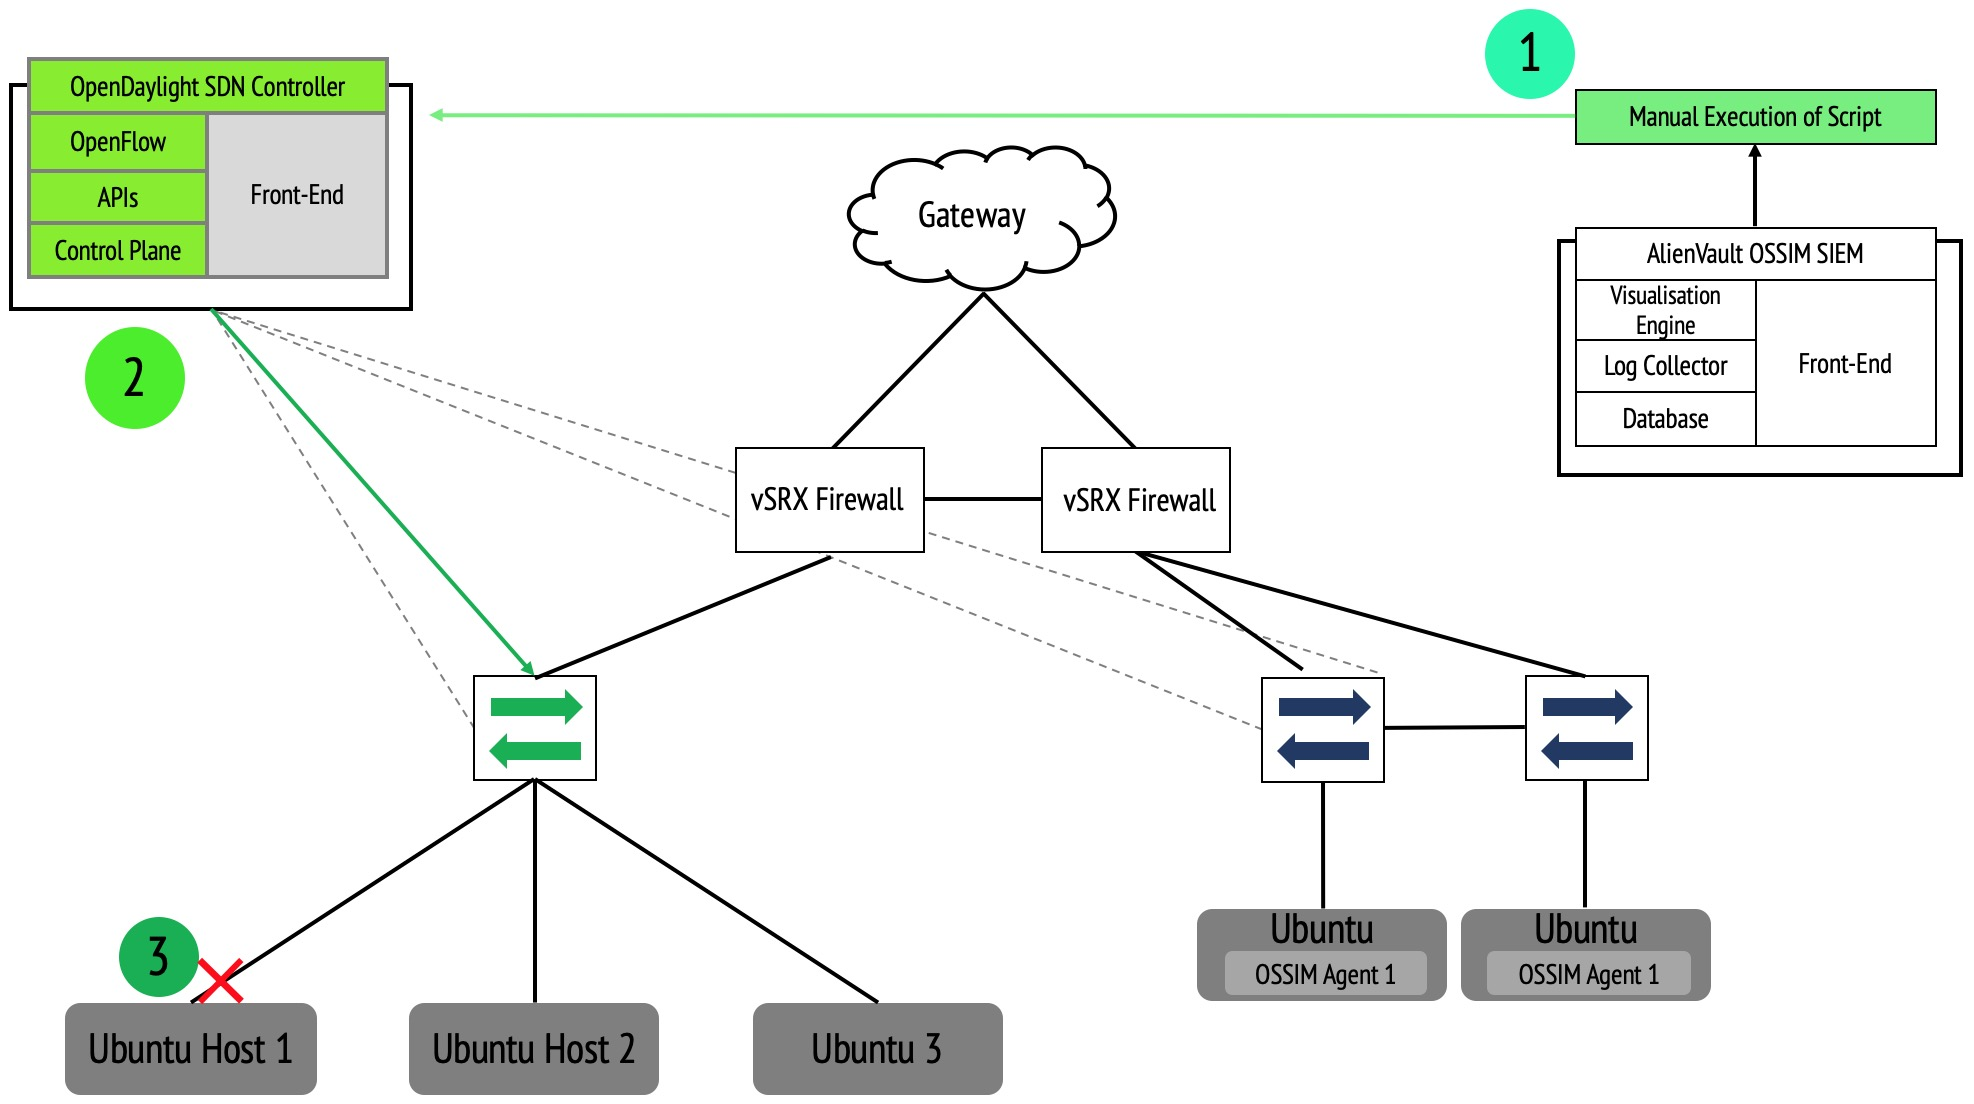 1
OpenDaylight SDN Controller
OpenFlow
APIs
Control Plane
Front-End
Manual Execution of Script
Gateway
AlienVault OSSIM SIEM
Visualisation
Engine
Log Collector
Database
Front-End
2
vSRX Firewall
vSRX Firewall
3
Ubuntu Host 1
Ubuntu Host 2
Ubuntu 3
Ubuntu
OSSIM Agent 1
Ubuntu
OSSIM Agent 1